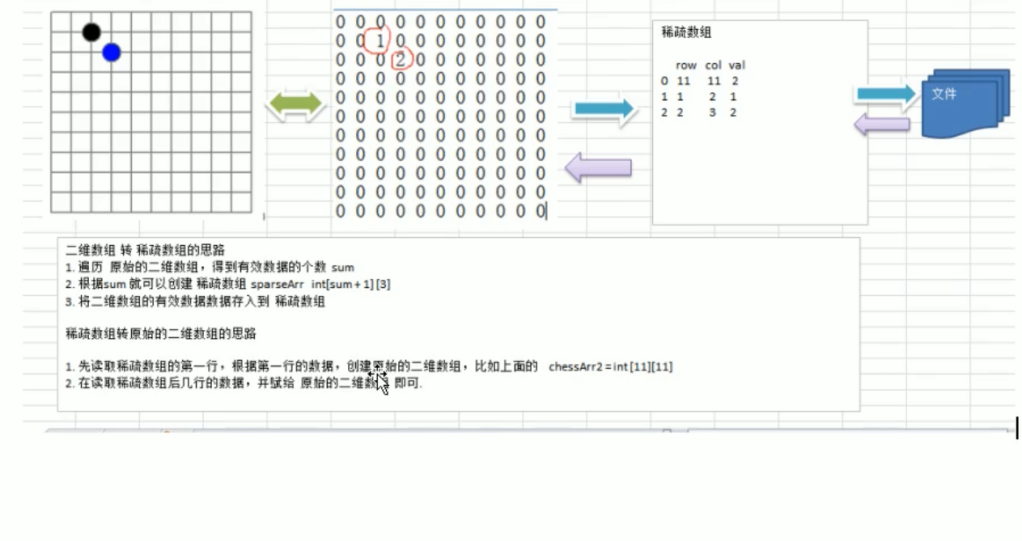 0 0 0 0 0 0 0 0 0 0 0
0 0 1 0 0 0 0 0 0 0 0
0 0 0 2 0 0 0 0 0 0 0
0 0 0 0 0 0 0 0 0 0 0
0 0 0 0 0 0 0 0 0 0 0
0 0 0 0 0 0 0 0 0 0 0
0 0 0 0 0 0 0 0 0 0 0
0 0 0 0 0 0 0 0 0 0 0
0 0 0 0 0 0 0 0 0 0 0
0 0 0 0 0 0 0 0 0 0 0
0 0 0 0 0 0 0 0 0 0 0
稀疏数组
row col val
0 11 11 2
1 1 2 1
2 2 3 2
文件
二维数组 转 稀疏数组的思路
1. 遍历 原始的二维数组，得到有效数据的个数 sum
2. 根据sum 就可以创建 稀疏数组 sparseArr int[sum + 1] [3]
3. 将二维数组的有效数据数据存入到 稀疏数组
稀疏数组转原始的二维数组的思路
1. 先读取稀疏数组的第一行，根据第一行的数据，创建原始的二维数组，比如上面的 chessArr2 = int [11][11]
2. 在读取稀疏数组后几行的数据，并赋给 原始的二维数组 即可.